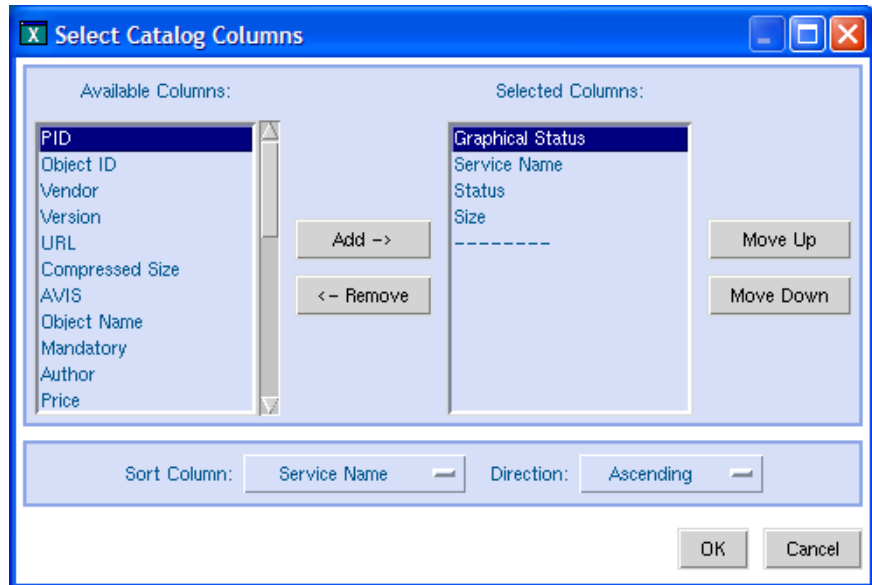 X Select Catalog Columns
Available Columns:
PID
Object ID
Vendor
Version
URL
Compressed Size
AVIS
Object Name
Mandatory
Author
Price
Add ->
<- Remove
Selected Columns:
Graphical Status
Service Name
Status
Size
--------
Move Up
Move Down
Sort Column: Service Name Direction: Ascending
OK Cancel